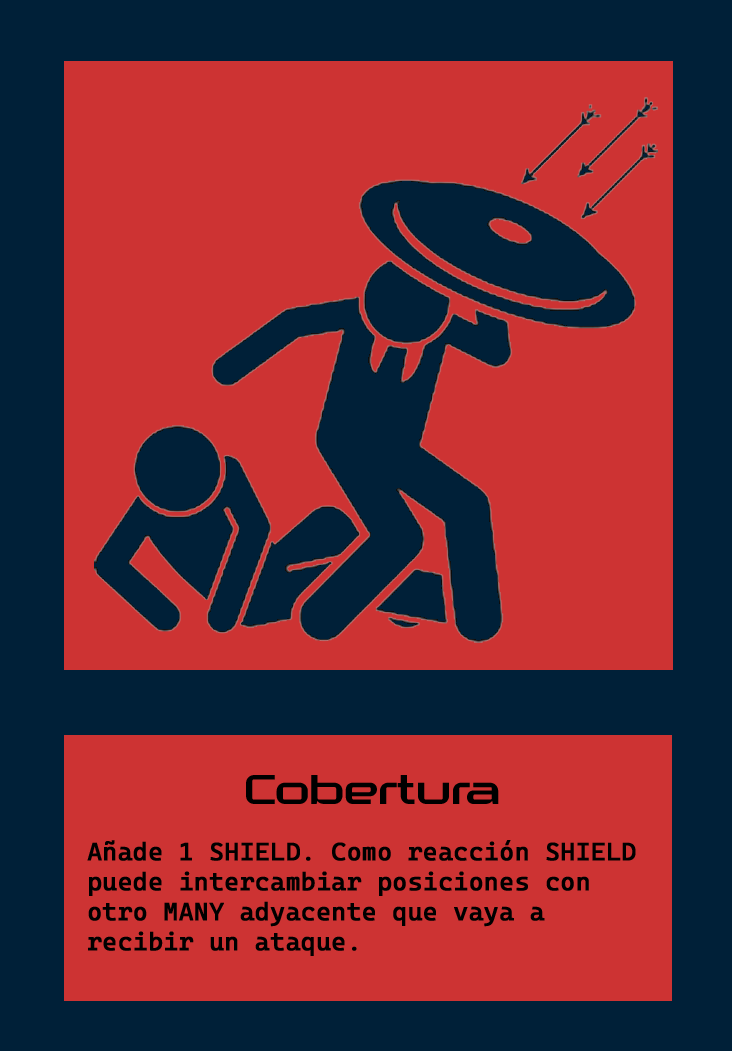 Cobertura
Añade 1 SHIELD. Como reacción SHIELD
puede intercambiar posiciones con
otro MANY adyacente que vaya a
recibir un ataque.